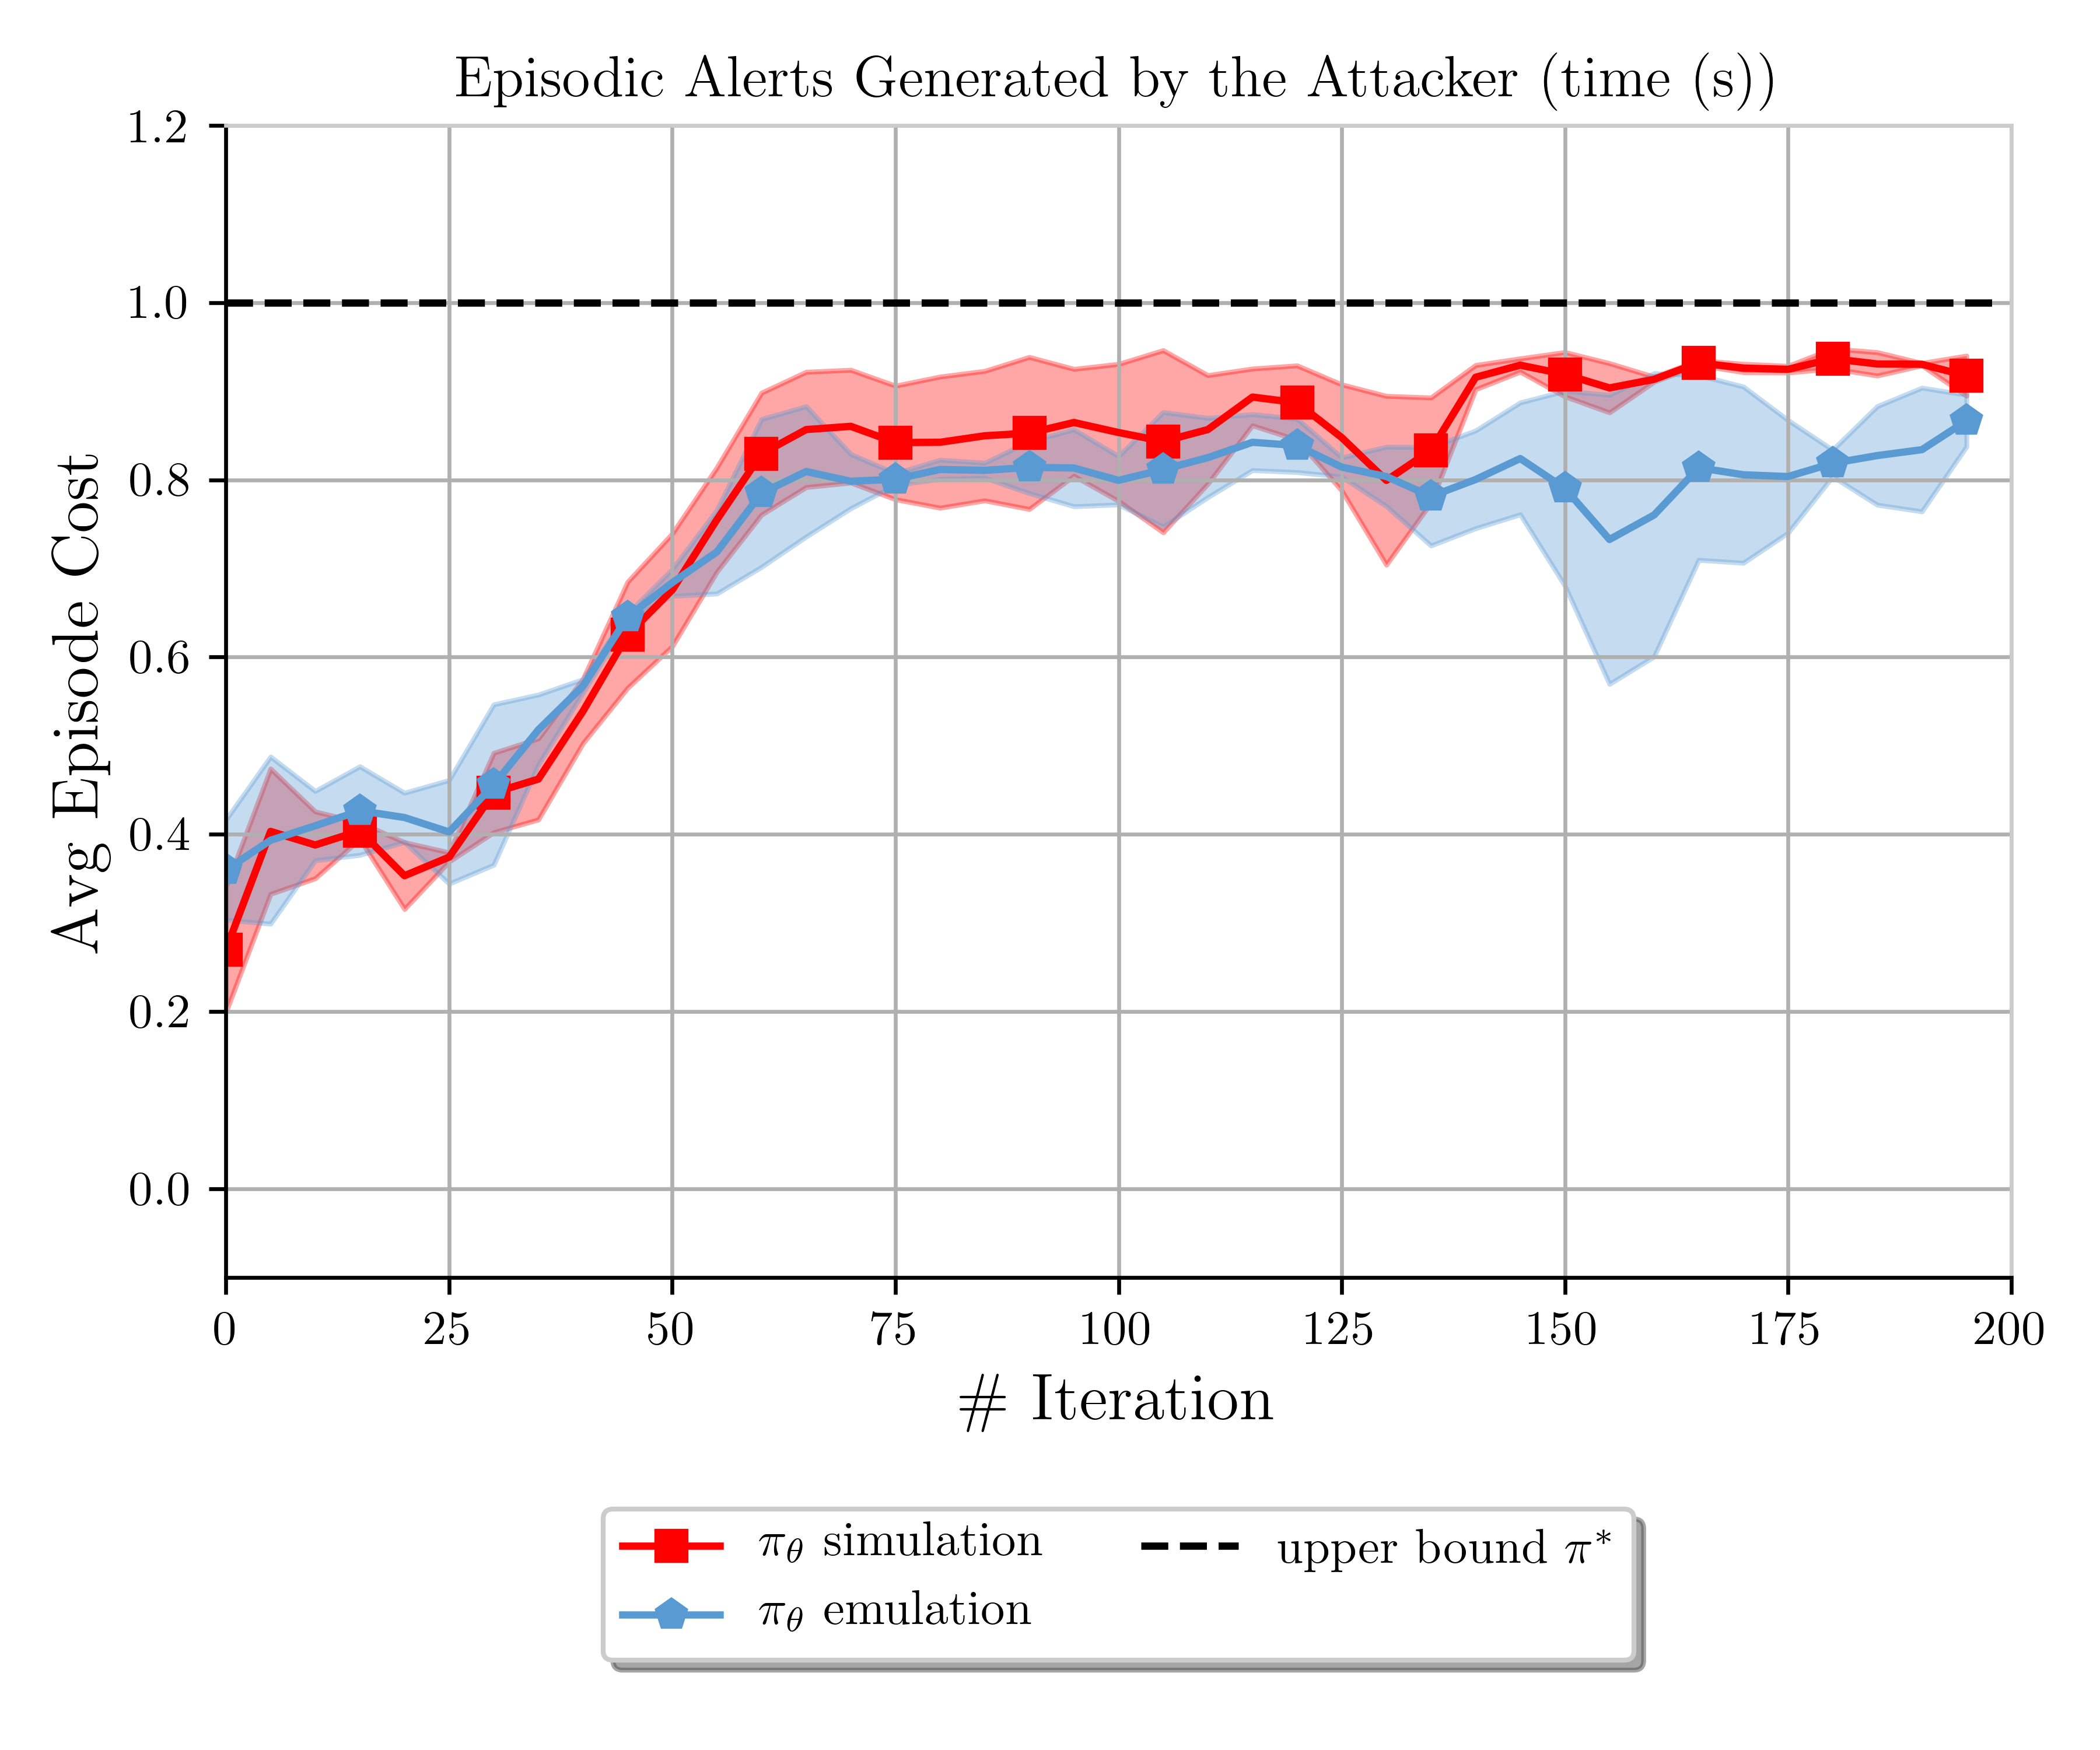 Episodic Alerts Generated by the Attacker (time (s))
Avg Episode Cost
1.2
1.0
0.8
0.6
0.4
0.2
0.0
0 25 50 75 100 125 150 175 200
# Iteration
π_θ simulation
π_θ emulation
upper bound π*